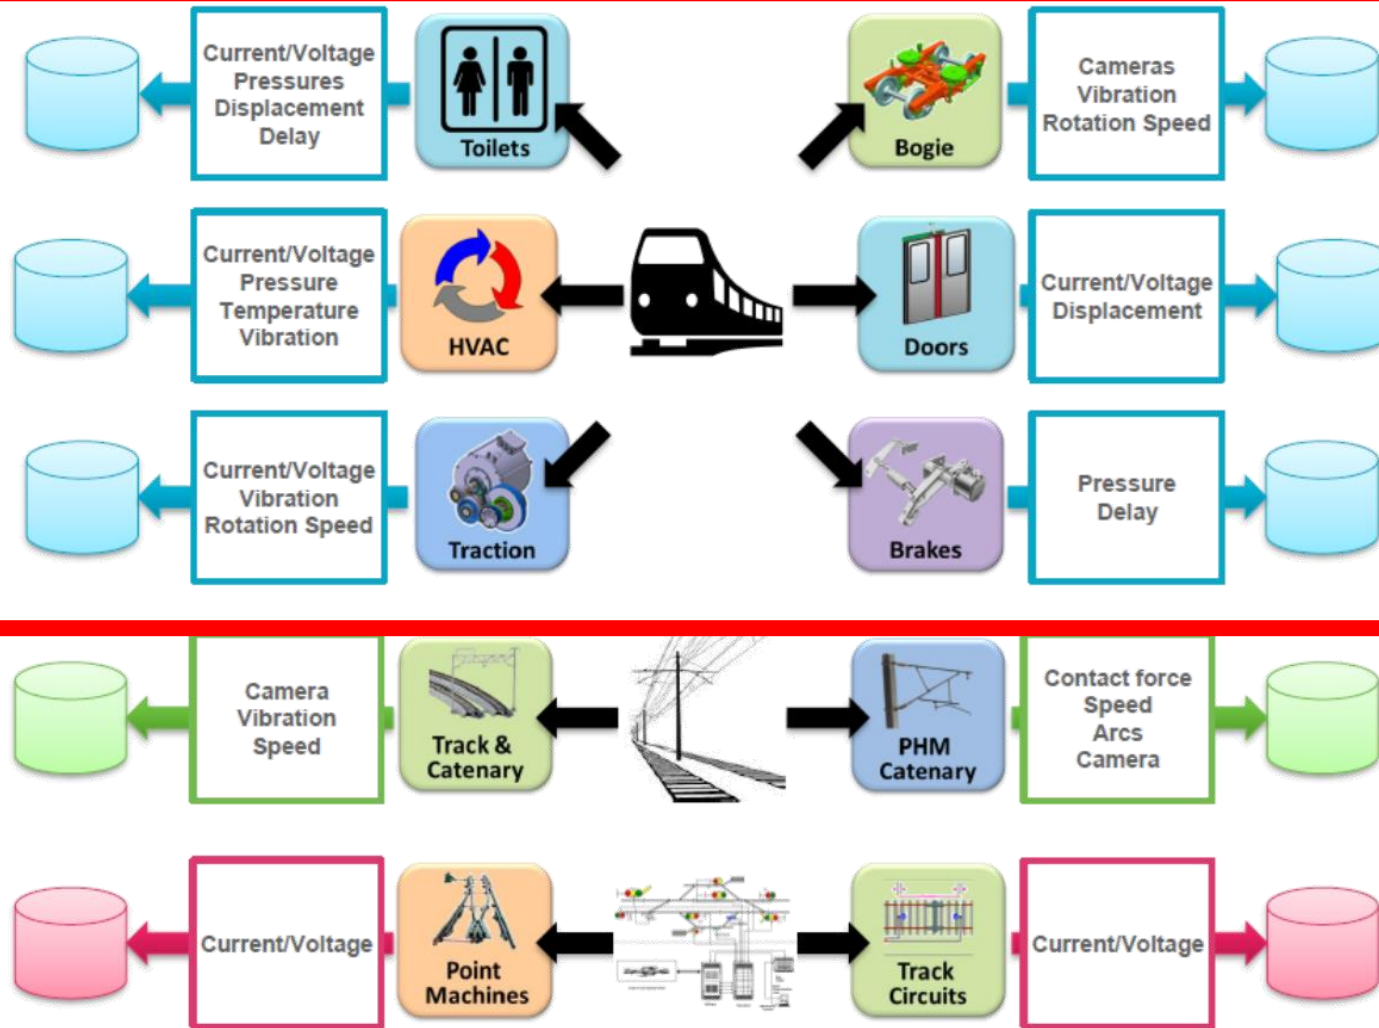 Current/Voltage
Pressures
Displacement
Delay
Toilets
Bogie
Cameras
Vibration
Rotation Speed
Current/Voltage
Pressure
Temperature
Vibration
HVAC
Doors
Current/Voltage
Displacement
Current/Voltage
Vibration
Rotation Speed
Traction
Brakes
Pressure
Delay
Camera
Vibration
Speed
Track &
Catenary
PHM
Catenary
Contact force
Speed
Arcs
Camera
Current/Voltage
Point
Machines
Track
Circuits
Current/Voltage